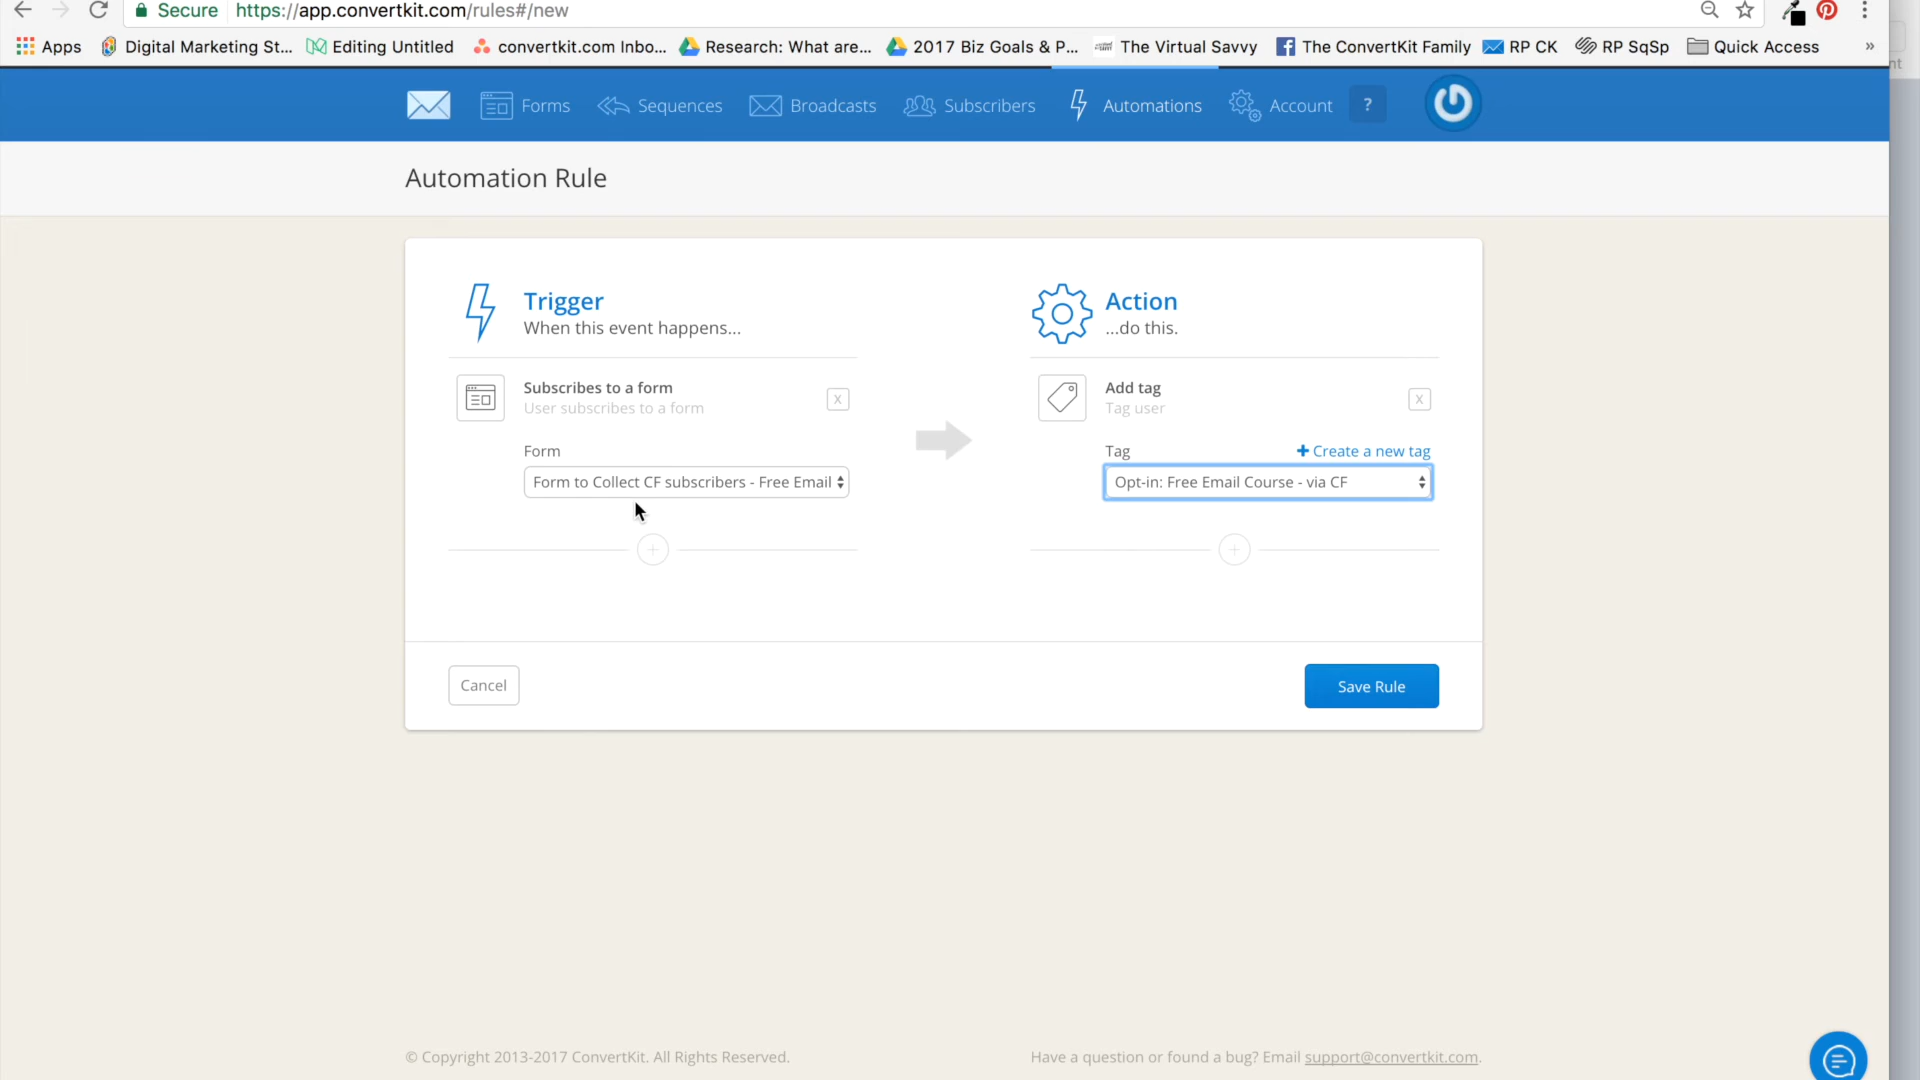 Secure https://app.convertkit.com/rules#/new
Apps Digital Marketing St... Editing Untitled convertkit.com Inbo... Research: What are... 2017 Biz Goals & P... The Virtual Savvy The ConvertKit Family RP CK RP SqSp Quick Access »
nt
Forms Sequences Broadcasts Subscribers Automations Account ?
Automation Rule
Trigger
When this event happens...
Action
...do this.
Subscribes to a form
User subscribes to a form
x
Add tag
Tag user
x
Form
Form to Collect CF subscribers - Free Email
Tag
+ Create a new tag
Opt-in: Free Email Course - via CF
Cancel
Save Rule
© Copyright 2013-2017 ConvertKit. All Rights Reserved.
Have a question or found a bug? Email support@convertkit.com.